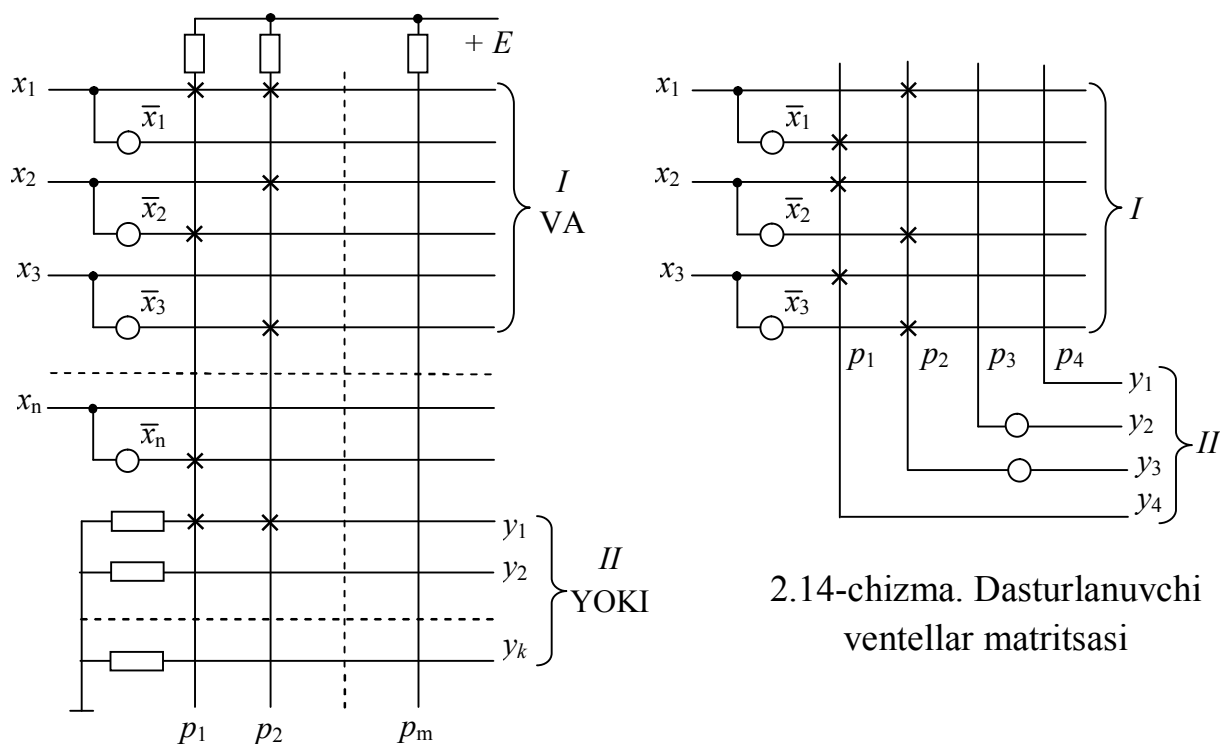 + E
x₁
x̄₁
x₂
x̄₂
x₃
x̄₃
I
VA
xₙ
x̄ₙ
y₁
y₂
yₖ
II
YOKI
p₁ p₂ pₘ
x₁
x̄₁
x₂
x̄₂
x₃
x̄₃
I
p₁ p₂ p₃ p₄
y₁
y₂
y₃
y₄
II
2.14-chizma. Dasturlanuvchi
ventellar matritsasi